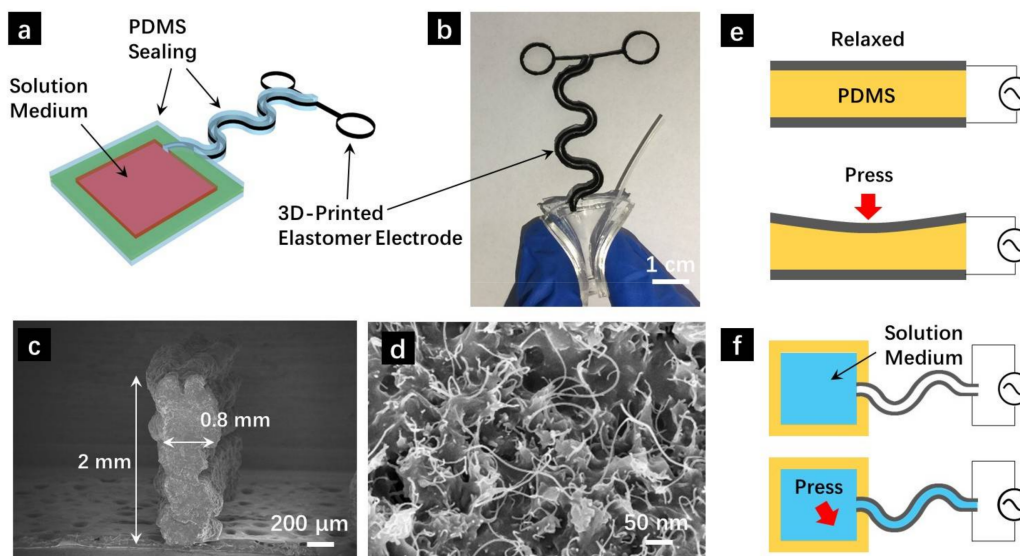 a
PDMS
Sealing
Solution
Medium
3D-Printed
Elastomer Electrode
b
1 cm
c
2 mm
0.8 mm
200 μm
d
50 nm
e
Relaxed
PDMS
Press
f
Solution
Medium
Press